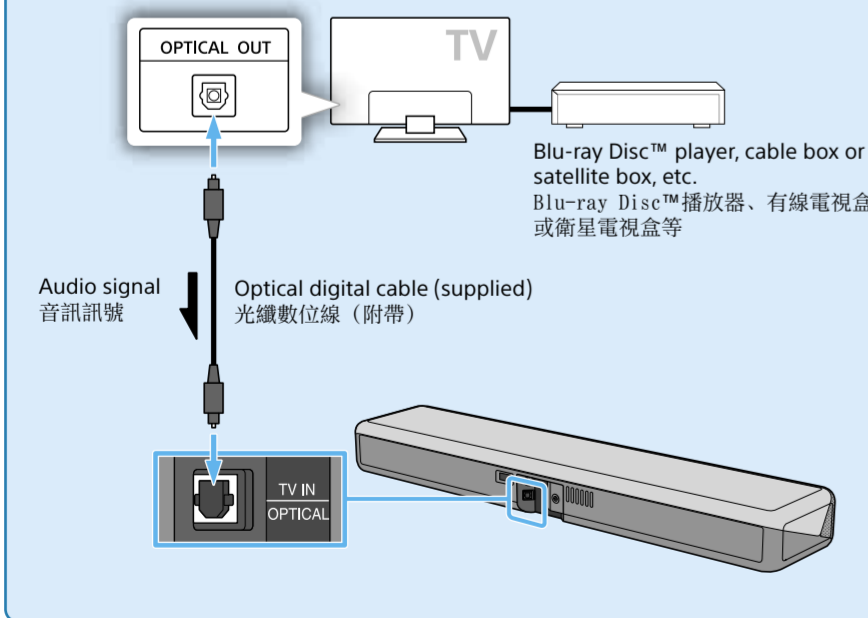 OPTICAL OUT
TV
Blu-ray Disc™ player, cable box or
satellite box, etc.
Blu-ray Disc™播放器、有線電視盒
或衛星電視盒等
Audio signal
音訊訊號
Optical digital cable (supplied)
光纖數位線（附帶）
TV IN
OPTICAL